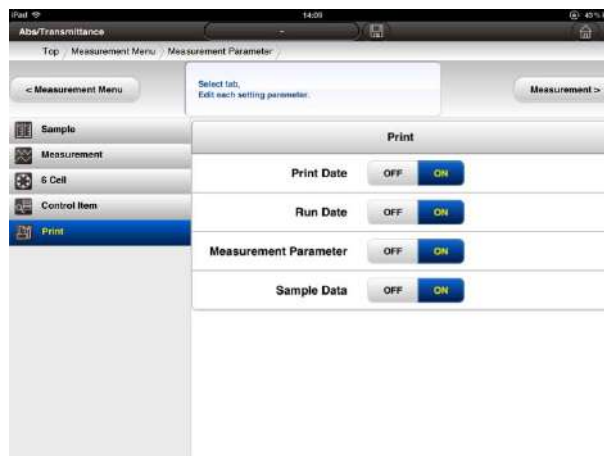 iPad 14:09 45%
Abs/Transmittance -
Top / Measurement Menu / Measurement Parameter /
< Measurement Menu
Select tab,
Edit each setting parameter.
Measurement >
Sample
Measurement
6 Cell
Control Item
Print
Print
Print Date OFF ON
Run Date OFF ON
Measurement Parameter OFF ON
Sample Data OFF ON